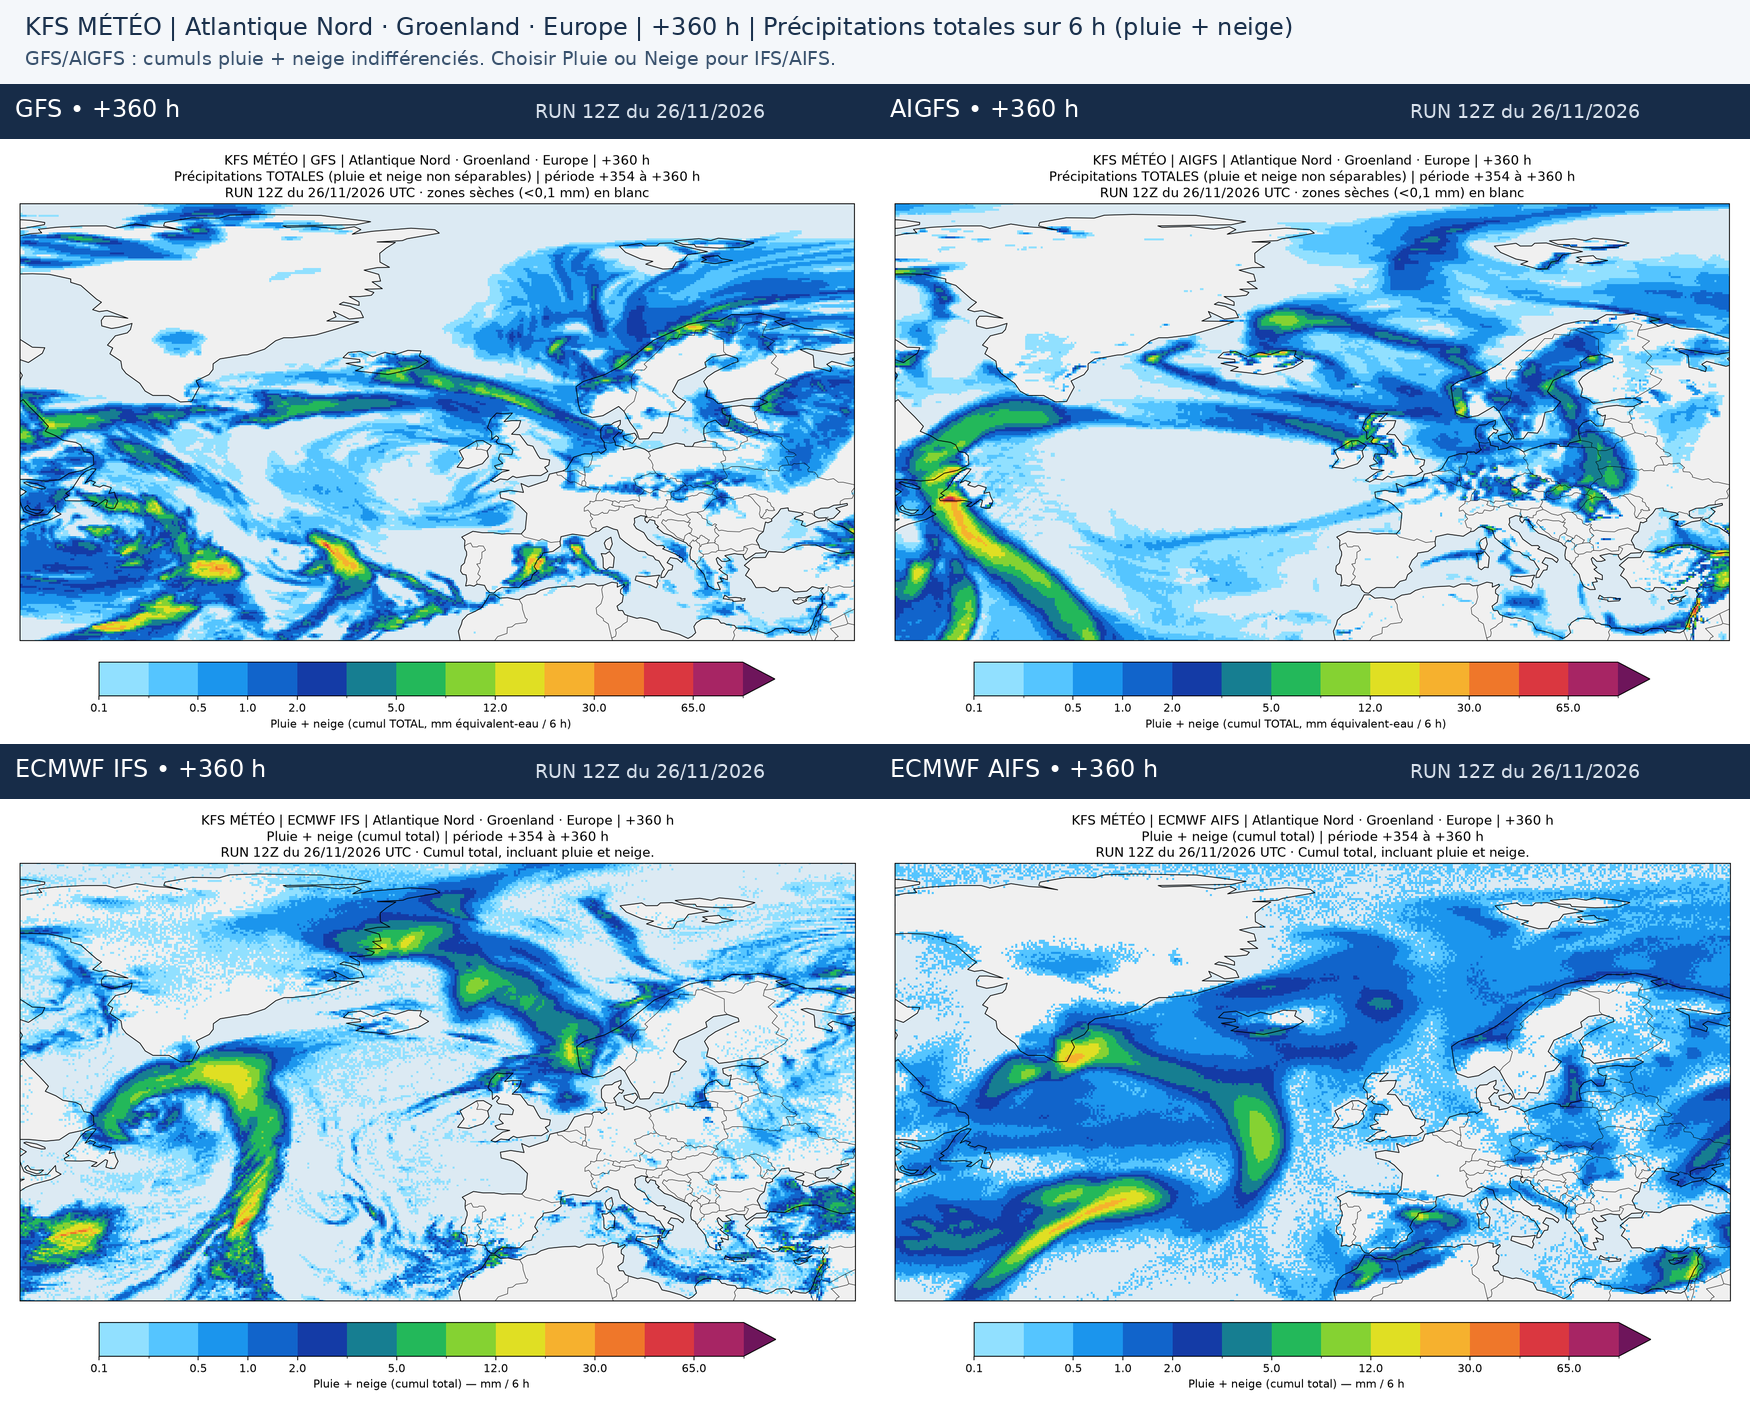 KFS MÉTÉO | Atlantique Nord · Groenland · Europe | +360 h | Précipitations totales sur 6 h (pluie + neige)
GFS/AIGFS : cumuls pluie + neige indifférenciés. Choisir Pluie ou Neige pour IFS/AIFS.
GFS • +360 h
RUN 12Z du 26/11/2026
KFS MÉTÉO | GFS | Atlantique Nord · Groenland · Europe | +360 h
Précipitations TOTALES (pluie et neige non séparables) | période +354 à +360 h
RUN 12Z du 26/11/2026 UTC · zones sèches (<0,1 mm) en blanc
0.1 0.5 1.0 2.0 5.0 12.0 30.0 65.0
Pluie + neige (cumul TOTAL, mm équivalent-eau / 6 h)
AIGFS • +360 h
RUN 12Z du 26/11/2026
KFS MÉTÉO | AIGFS | Atlantique Nord · Groenland · Europe | +360 h
Précipitations TOTALES (pluie et neige non séparables) | période +354 à +360 h
RUN 12Z du 26/11/2026 UTC · zones sèches (<0,1 mm) en blanc
0.1 0.5 1.0 2.0 5.0 12.0 30.0 65.0
Pluie + neige (cumul TOTAL, mm équivalent-eau / 6 h)
ECMWF IFS • +360 h
RUN 12Z du 26/11/2026
KFS MÉTÉO | ECMWF IFS | Atlantique Nord · Groenland · Europe | +360 h
Pluie + neige (cumul total) | période +354 à +360 h
RUN 12Z du 26/11/2026 UTC · Cumul total, incluant pluie et neige.
0.1 0.5 1.0 2.0 5.0 12.0 30.0 65.0
Pluie + neige (cumul total) — mm / 6 h
ECMWF AIFS • +360 h
RUN 12Z du 26/11/2026
KFS MÉTÉO | ECMWF AIFS | Atlantique Nord · Groenland · Europe | +360 h
Pluie + neige (cumul total) | période +354 à +360 h
RUN 12Z du 26/11/2026 UTC · Cumul total, incluant pluie et neige.
0.1 0.5 1.0 2.0 5.0 12.0 30.0 65.0
Pluie + neige (cumul total) — mm / 6 h